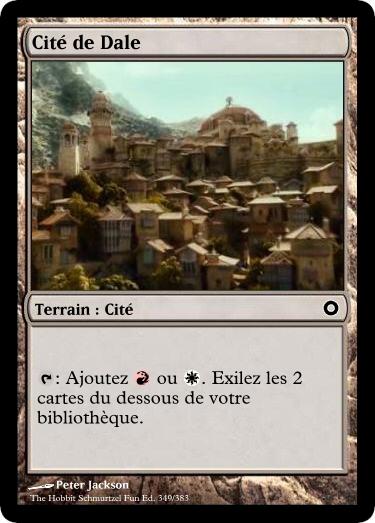 Cité de Dale
Terrain : Cité
: Ajoutez ou . Exilez les 2
cartes du dessous de votre
bibliothèque.
Peter Jackson
The Hobbit Schmurtzel Fun Ed. 349/383